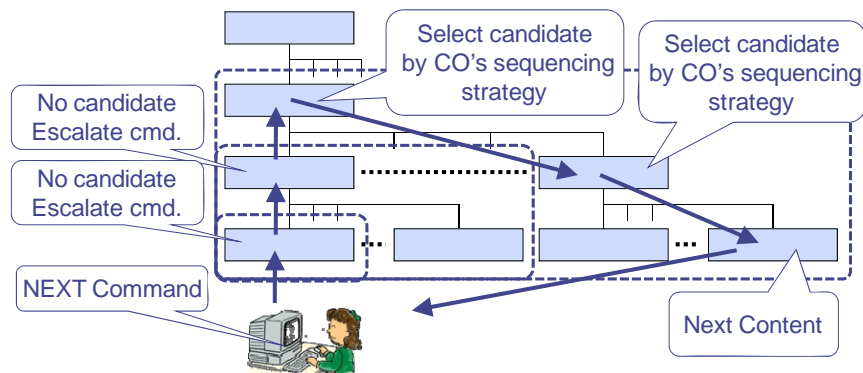 Select candidate
by CO's sequencing
strategy
Select candidate
by CO's sequencing
strategy
No candidate
Escalate cmd.
No candidate
Escalate cmd.
NEXT Command
Next Content